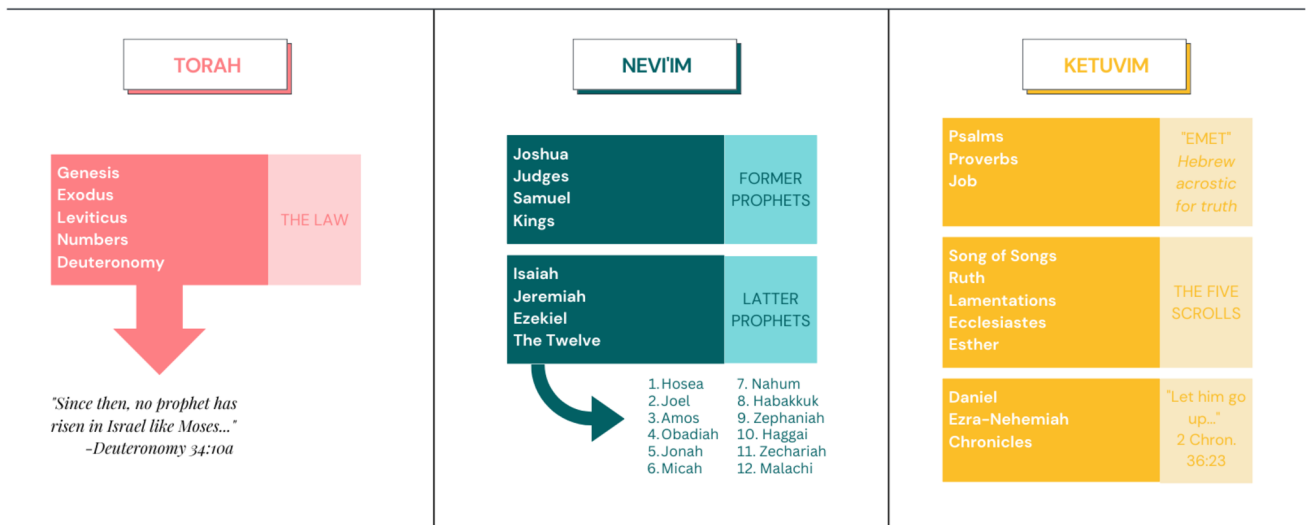 TORAH
Genesis
Exodus
Leviticus
Numbers
Deuteronomy
THE LAW
"Since then, no prophet has
risen in Israel like Moses..."
-Deuteronomy 34:10a
NEVI'IM
Joshua
Judges
Samuel
Kings
FORMER
PROPHETS
Isaiah
Jeremiah
Ezekiel
The Twelve
LATTER
PROPHETS
1. Hosea
2. Joel
3. Amos
4. Obadiah
5. Jonah
6. Micah
7. Nahum
8. Habakkuk
9. Zephaniah
10. Haggai
11. Zechariah
12. Malachi
KETUVIM
Psalms
Proverbs
Job
"EMET"
Hebrew
acrostic
for truth
Song of Songs
Ruth
Lamentations
Ecclesiastes
Esther
THE FIVE
SCROLLS
Daniel
Ezra-Nehemiah
Chronicles
"Let him go
up..."
2 Chron.
36:23